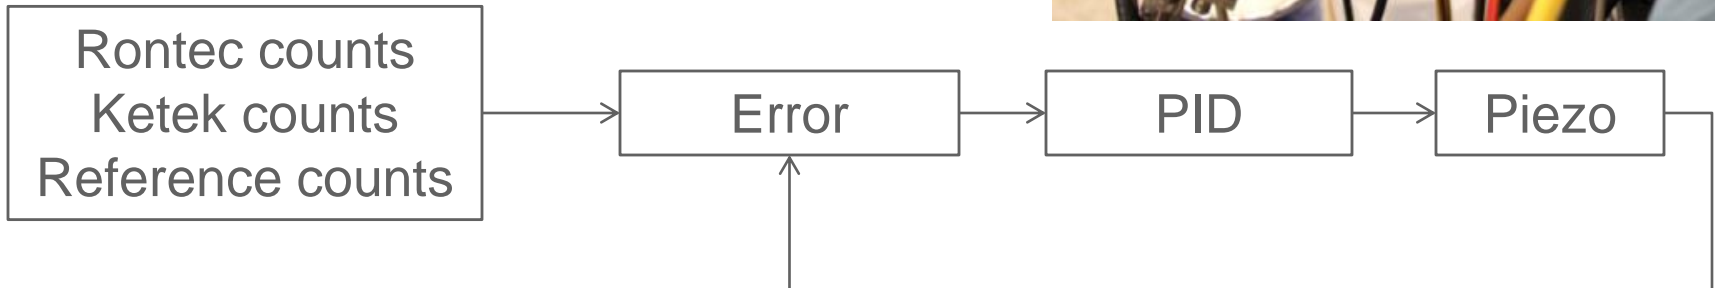 Rontec counts
Ketek counts
Reference counts
Error
PID
Piezo